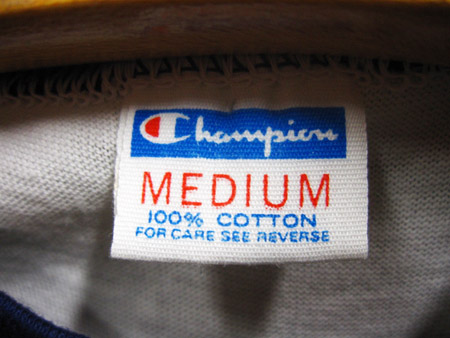 Champion
MEDIUM
100% COTTON
FOR CARE SEE REVERSE